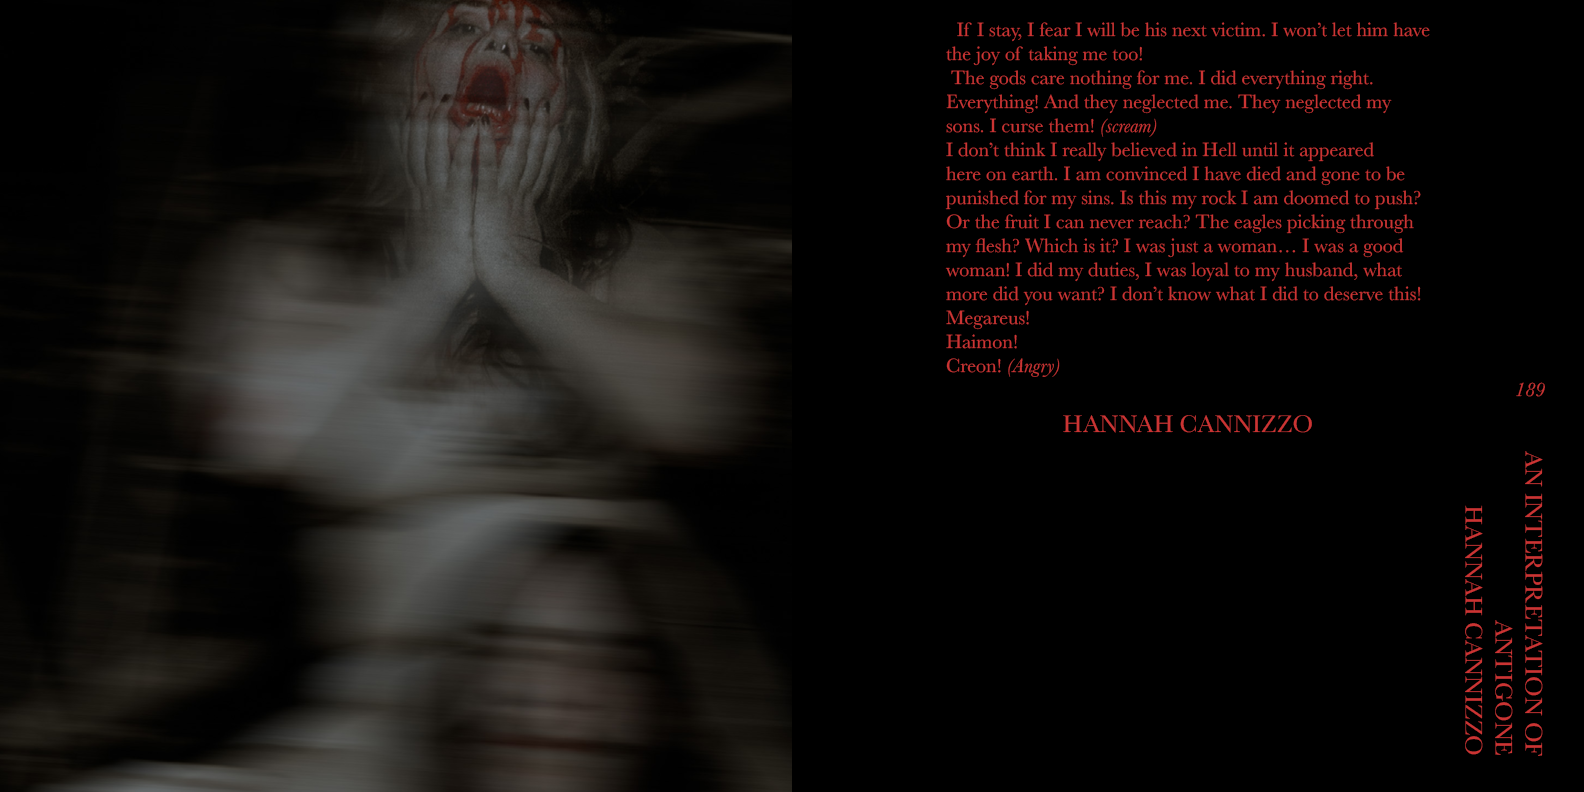 If I stay, I fear I will be his next victim. I won’t let him have
the joy of taking me too!
The gods care nothing for me. I did everything right.
Everything! And they neglected me. They neglected my
sons. I curse them! (scream)
I don’t think I really believed in Hell until it appeared
here on earth. I am convinced I have died and gone to be
punished for my sins. Is this my rock I am doomed to push?
Or the fruit I can never reach? The eagles picking through
my flesh? Which is it? I was just a woman… I was a good
woman! I did my duties, I was loyal to my husband, what
more did you want? I don’t know what I did to deserve this!
Megareus!
Haimon!
Creon! (Angry)
189
HANNAH CANNIZZO
AN INTERPRETATION OF
ANTIGONE
HANNAH CANNIZZO